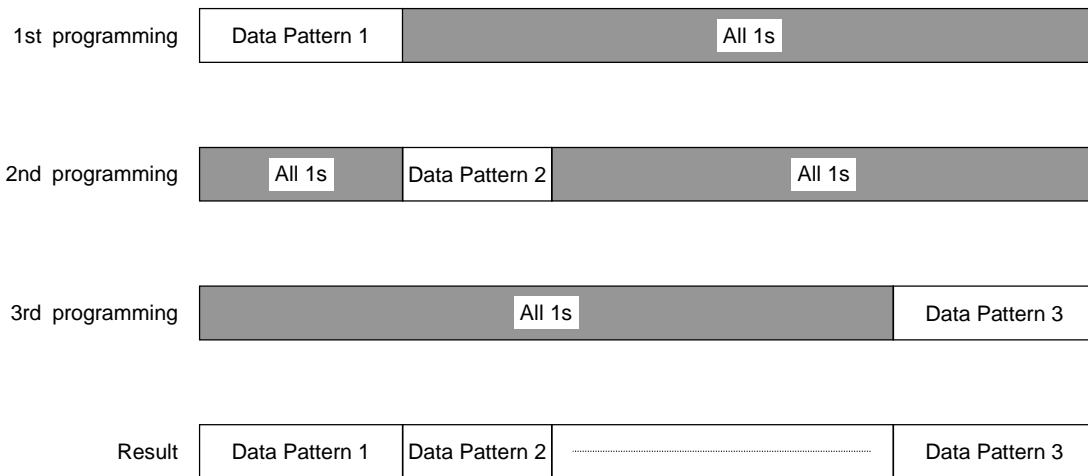 1st programming Data Pattern 1 All 1s
2nd programming All 1s Data Pattern 2 All 1s
3rd programming All 1s Data Pattern 3
Result Data Pattern 1 Data Pattern 2 Data Pattern 3